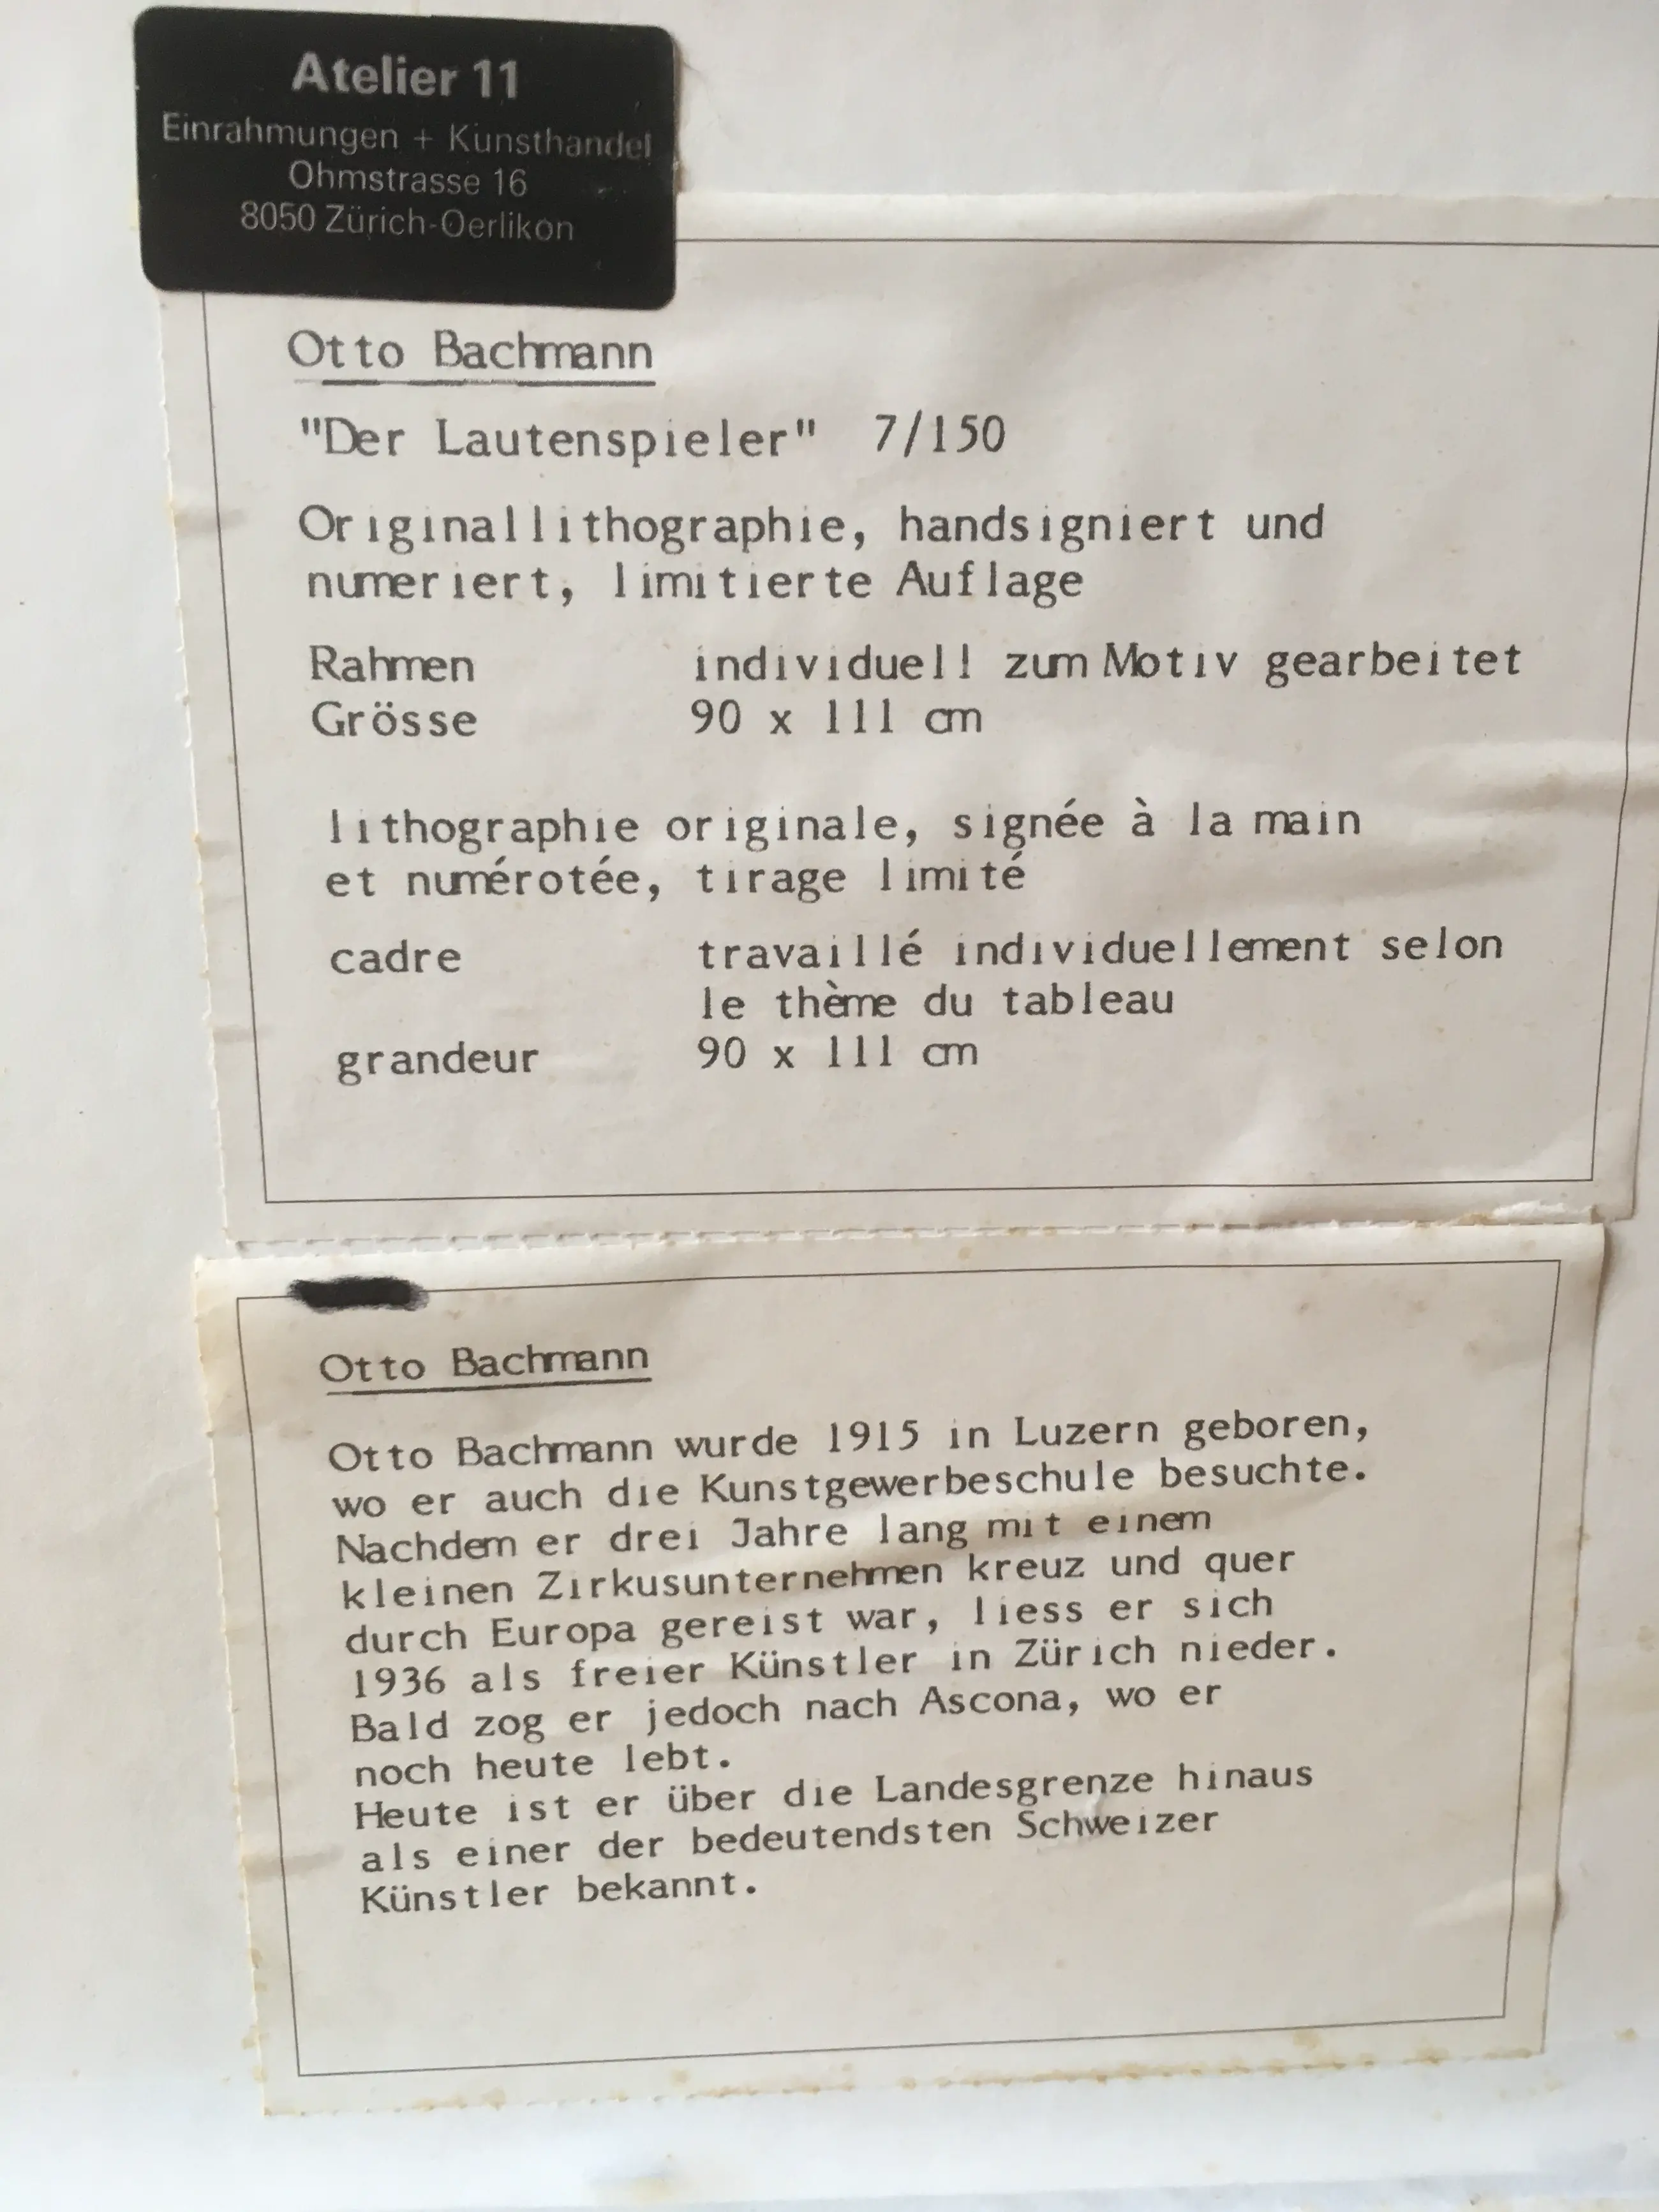 Atelier 11
Einrahmungen + Kunsthandel
Ohmstrasse 16
8050 Zürich-Oerlikon
Otto Bachmann
"Der Lautenspieler" 7/150
Originallithographie, handsigniert und
numeriert, limitierte Auflage
Rahmen individuell zum Motiv gearbeitet
Grösse 90 x 111 cm
lithographie originale, signée à la main
et numérotée, tirage limité
cadre travaillé individuellement selon
le thème du tableau
grandeur 90 x 111 cm
Otto Bachmann
Otto Bachmann wurde 1915 in Luzern geboren,
wo er auch die Kunstgewerbeschule besuchte.
Nachdem er drei Jahre lang mit einem
kleinen Zirkusunternehmen kreuz und quer
durch Europa gereist war, liess er sich
1936 als freier Künstler in Zürich nieder.
Bald zog er jedoch nach Ascona, wo er
noch heute lebt.
Heute ist er über die Landesgrenze hinaus
als einer der bedeutendsten Schweizer
Künstler bekannt.